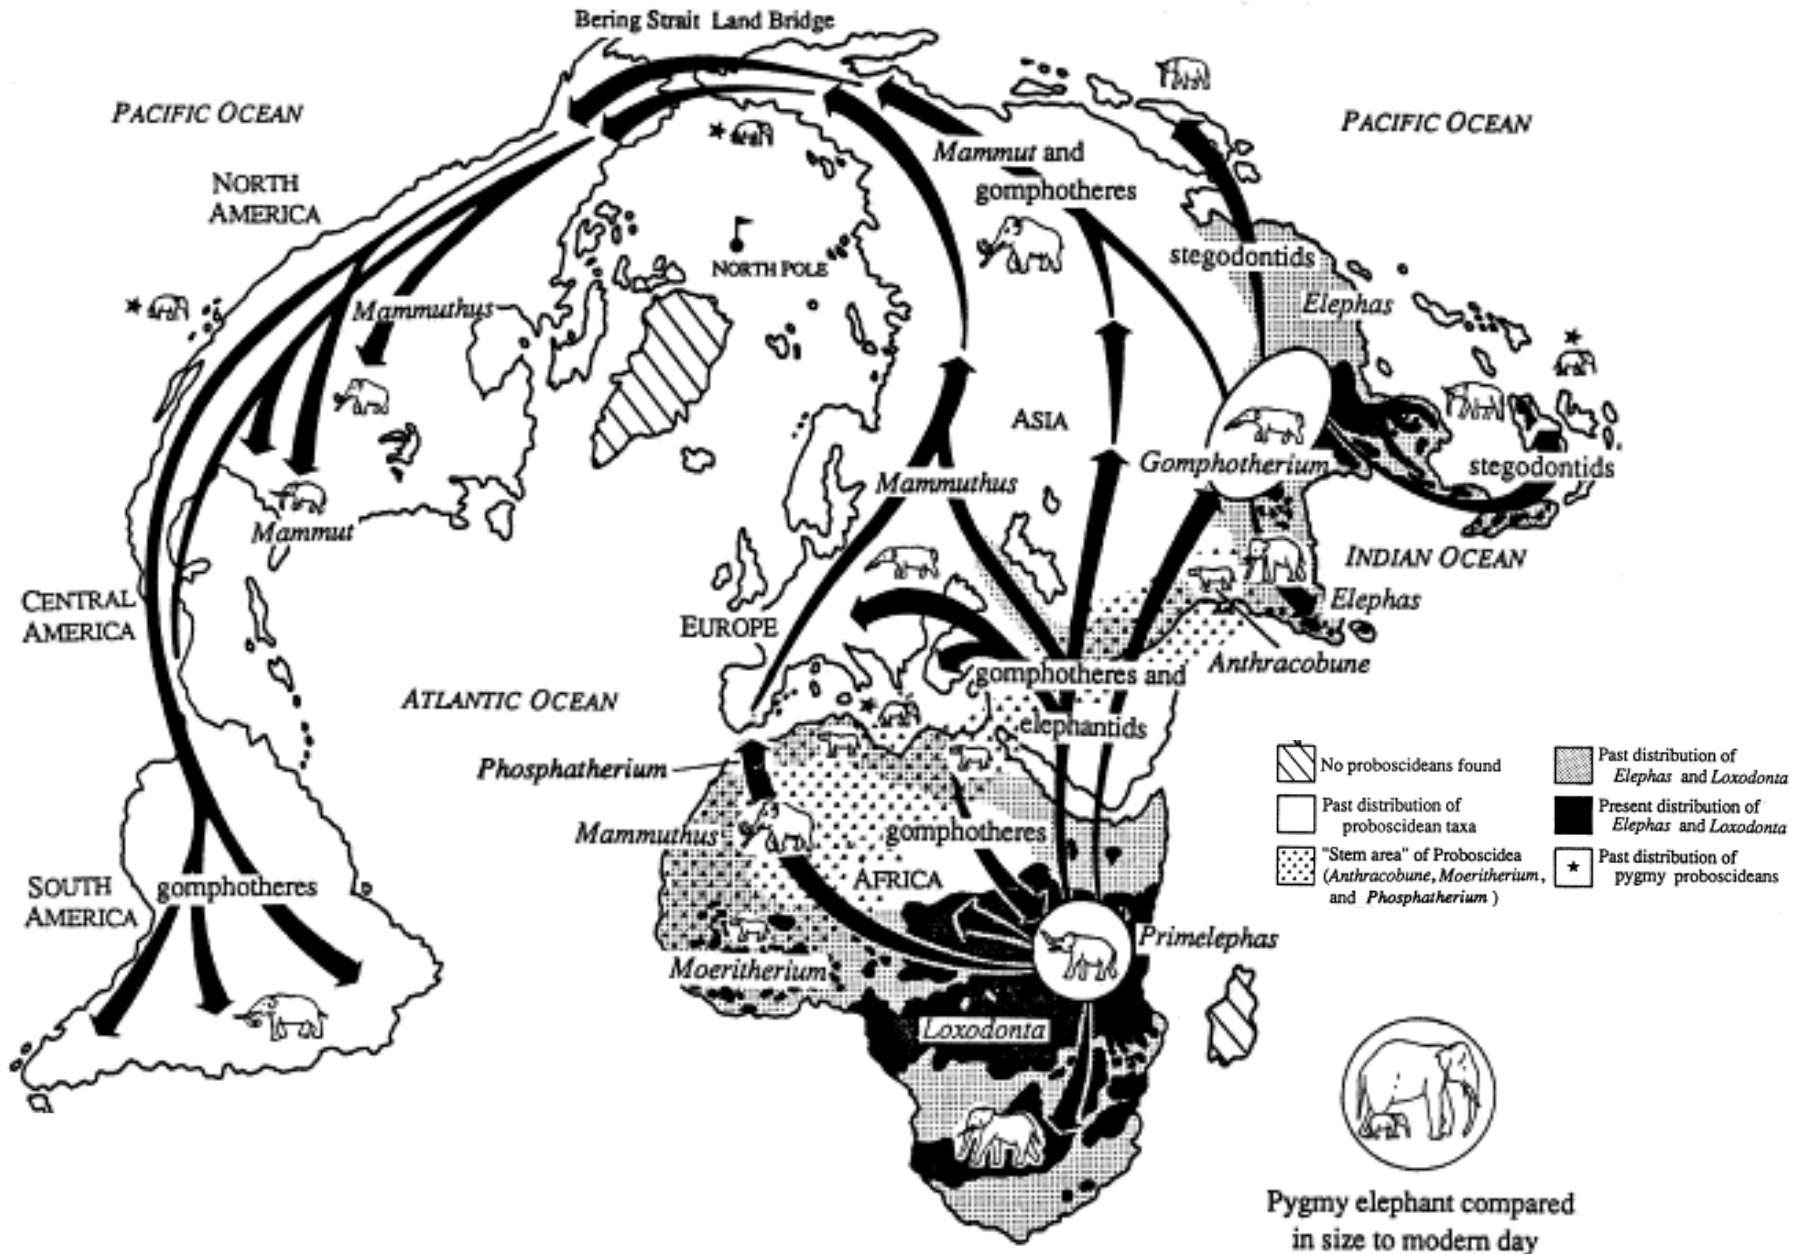 Bering Strait Land Bridge
PACIFIC OCEAN
PACIFIC OCEAN
NORTH
AMERICA
Mammut and
gomphotheres
NORTH POLE
stegodontids
Elephas
Mammuthus
ASIA
Gomphotherium
stegodontids
Mammuthus
Mammut
INDIAN OCEAN
Elephas
CENTRAL
AMERICA
EUROPE
Anthracobune
gomphotheres and
elephantids
ATLANTIC OCEAN
Phosphatherium
Mammuthus
gomphotheres
AFRICA
SOUTH
AMERICA
gomphotheres
Primelephas
Moeritherium
Loxodonta
No proboscideans found
Past distribution of
proboscidean taxa
"Stem area" of Proboscidea
(Anthracobune, Moeritherium,
and Phosphatherium)
Past distribution of
Elephas and Loxodonta
Present distribution of
Elephas and Loxodonta
Past distribution of
pygmy proboscideans
Pygmy elephant compared
in size to modern day